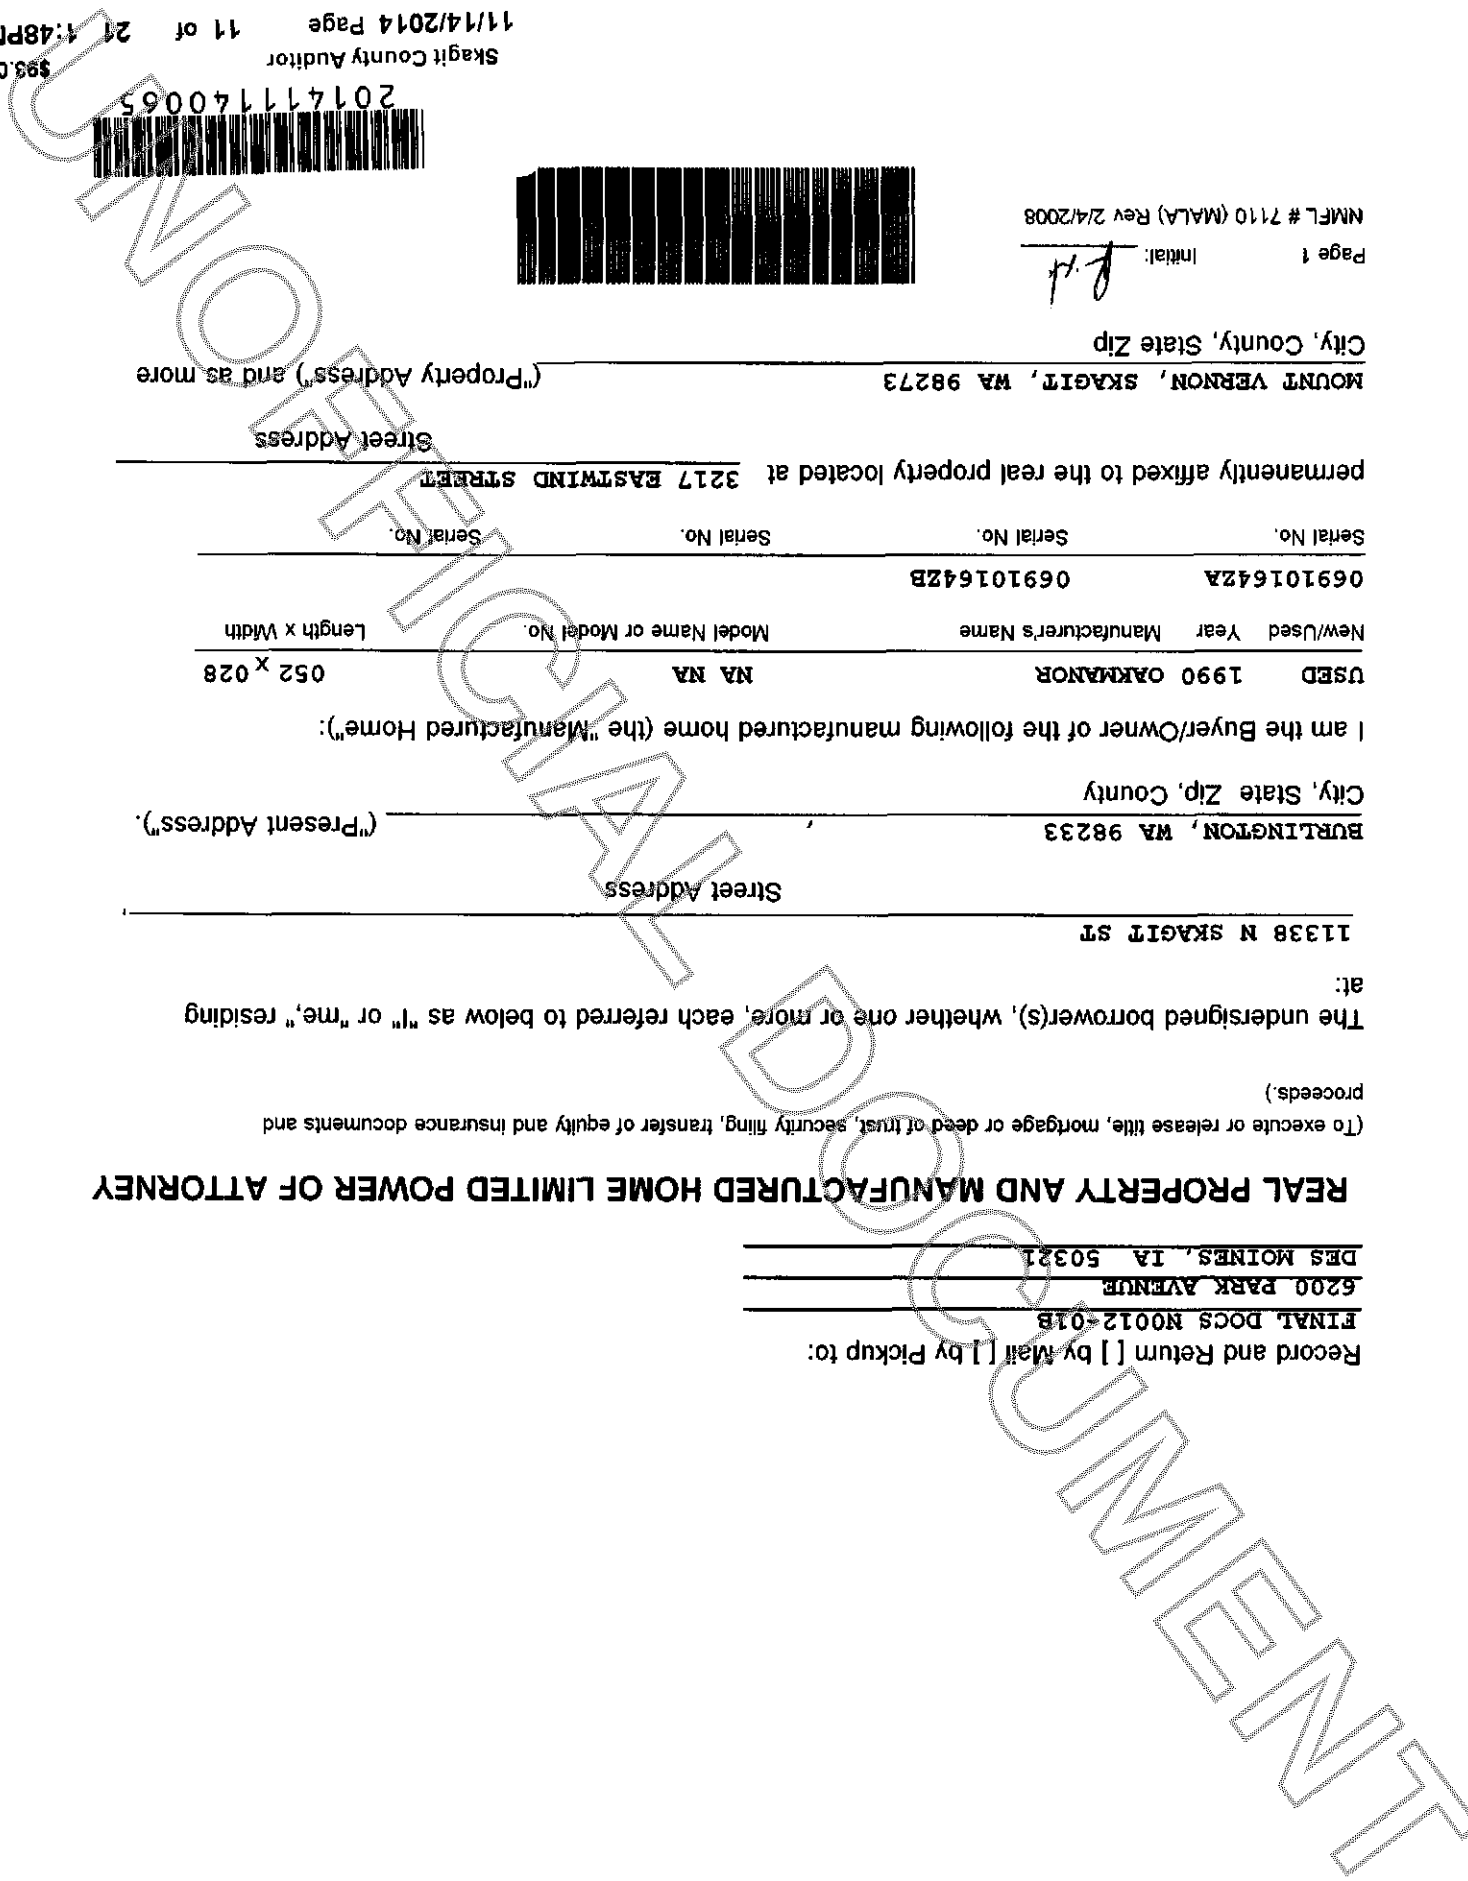 Record and Return [ ] by Mail [ ] by Pickup to:
FINAL DOCS N0012-01B
6200 PARK AVENUE
DES MOINES, IA 50321
REAL PROPERTY AND MANUFACTURED HOME LIMITED POWER OF ATTORNEY
(To execute or release title, mortgage or deed of trust, security filing, transfer of equity and insurance documents and
proceeds.)
The undersigned borrower(s), whether one or more, each referred to below as "I" or "me," residing
at:
11338 N SKAGIT ST
Street Address
BURLINGTON, WA 98233 , ("Present Address").
City, State Zip, County
I am the Buyer/Owner of the following manufactured home (the "Manufactured Home"):
USED 1990 OAKMANOR NA NA 052 x 028
New/Used Year Manufacturer's Name Model Name or Model No. Length x Width
06910164ZA 06910164ZB
Serial No. Serial No. Serial No. Serial No.
permanently affixed to the real property located at 3217 EASTWIND STREET
Street Address
MOUNT VERNON, SKAGIT, WA 98273 ("Property Address") and as more
City, County, State Zip
Page 1 Initial:
NMFL # 7110 (MALA) Rev 2/4/2008
201411140065
Skagit County Auditor $93.0
11/14/2014 Page 11 of 21 1:48P
UNOFFICIAL DOCUMENT